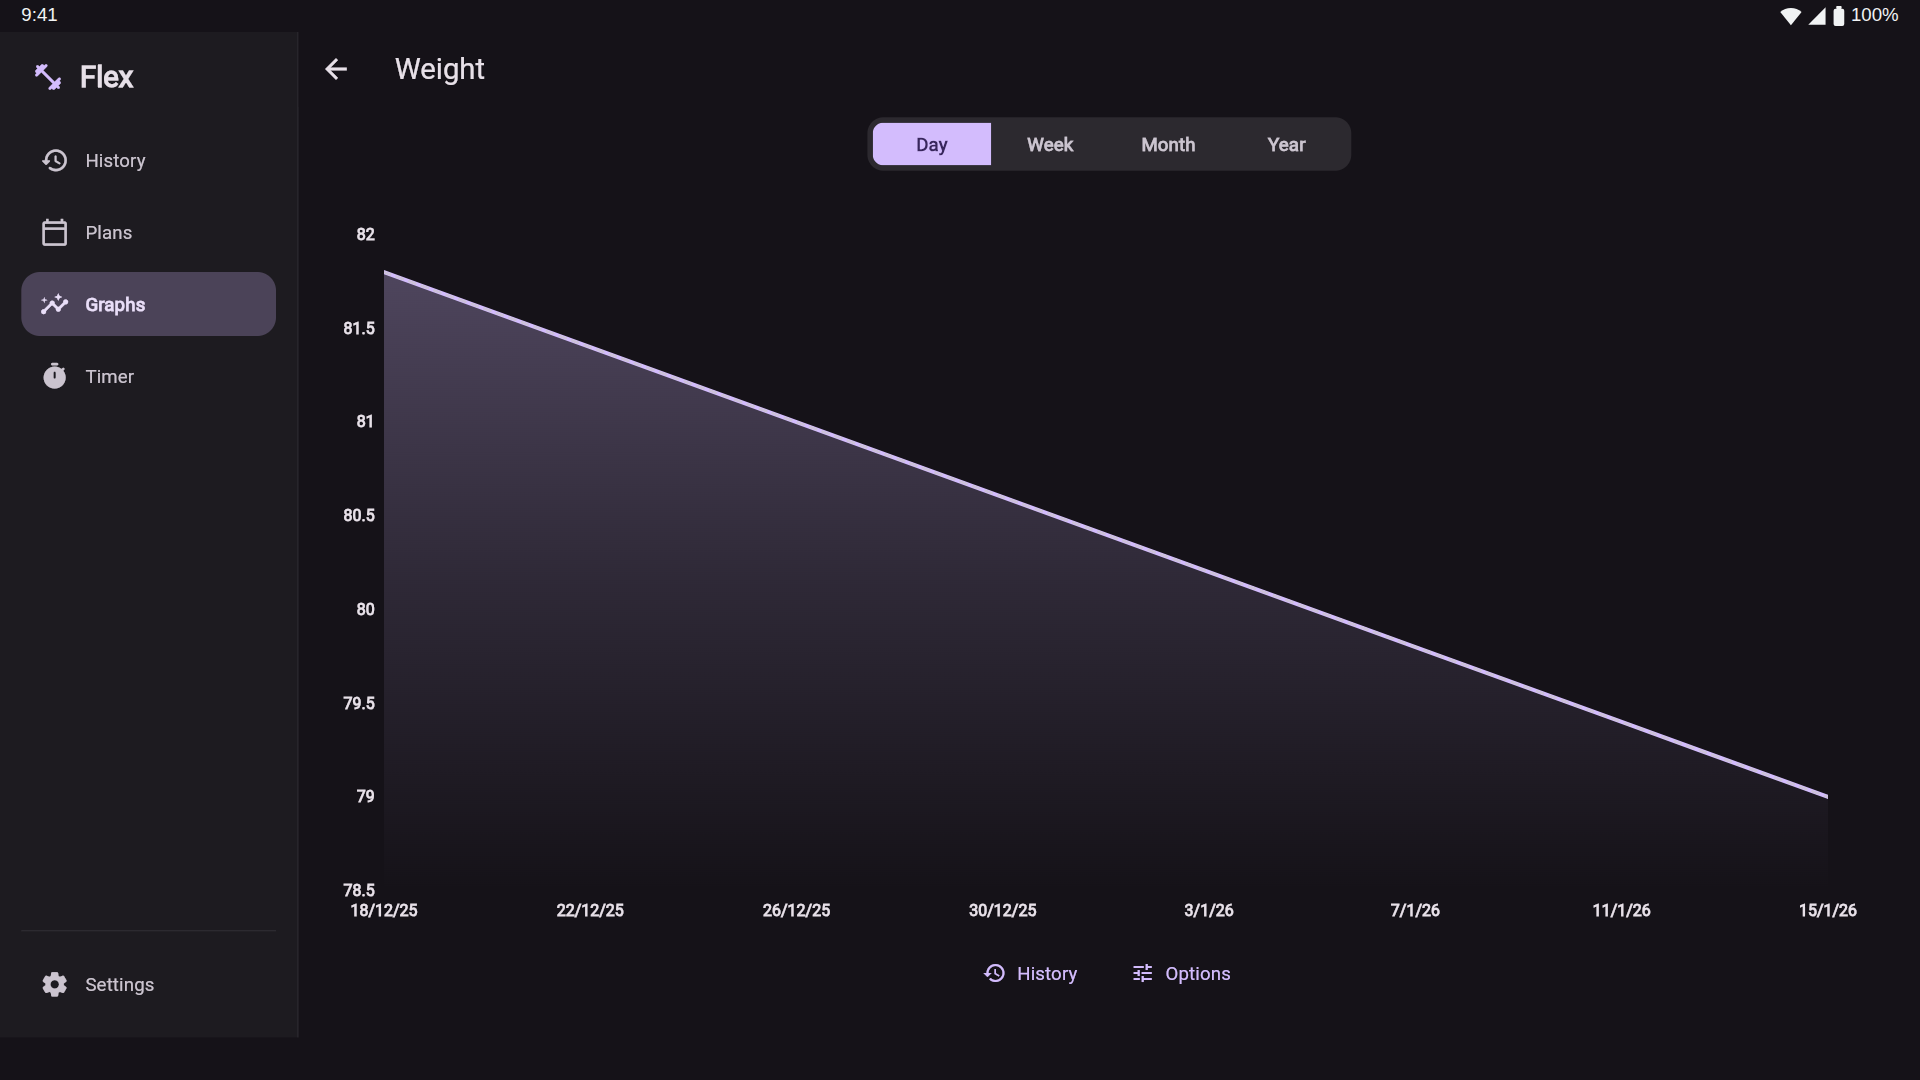 9:41
100%
Flex
Weight
History
Plans
Graphs
Timer
Settings
Day Week Month Year
82
81.5
81
80.5
80
79.5
79
78.5
18/12/25 22/12/25 26/12/25 30/12/25 3/1/26 7/1/26 11/1/26 15/1/26
History Options